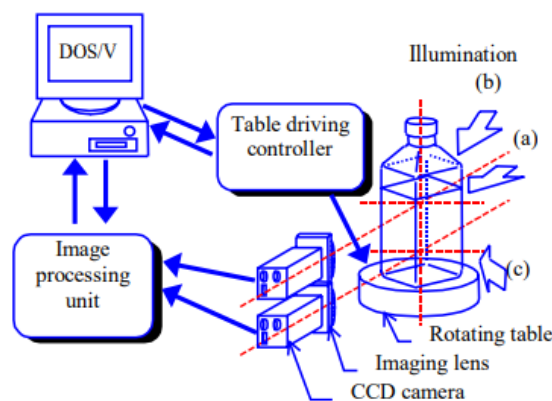 DOS/V
Illumination
(b)
(a)
Table driving
controller
Image
processing
unit
(c)
Rotating table
Imaging lens
CCD camera